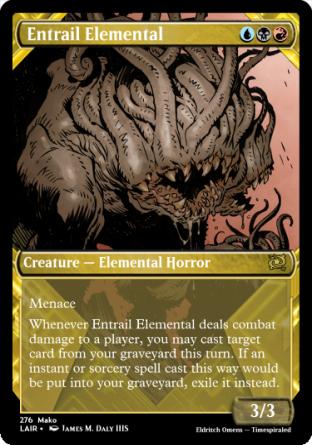 Entrail Elemental
Creature — Elemental Horror
Menace
Whenever Entrail Elemental deals combat
damage to a player, you may cast target
card from your graveyard this turn. If an
instant or sorcery spell cast this way would
be put into your graveyard, exile it instead.
3/3
276 Mako
LAIR • James M. Daly IIIS
Eldritch Omens — Timespiraled